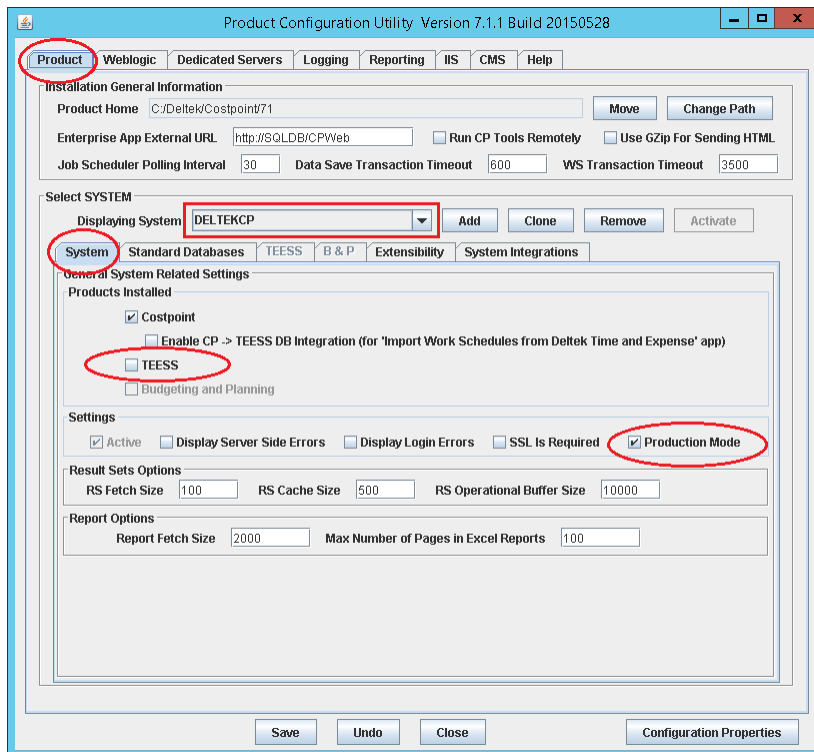 Product Configuration Utility Version 7.1.1 Build 20150528
Product Weblogic Dedicated Servers Logging Reporting IIS CMS Help
Installation General Information
Product Home C:/Deltek/Costpoint/71 Move Change Path
Enterprise App External URL http://SQLDB/CPWeb Run CP Tools Remotely Use GZip For Sending HTML
Job Scheduler Polling Interval 30 Data Save Transaction Timeout 600 WS Transaction Timeout 3500
Select SYSTEM
Displaying System DELTEKCP Add Clone Remove Activate
System Standard Databases TEESS B & P Extensibility System Integrations
General System Related Settings
Products Installed
Costpoint
Enable CP -> TEESS DB Integration (for 'Import Work Schedules from Deltek Time and Expense' app)
TEESS
Budgeting and Planning
Settings
Active Display Server Side Errors Display Login Errors SSL Is Required Production Mode
Result Sets Options
RS Fetch Size 100 RS Cache Size 500 RS Operational Buffer Size 10000
Report Options
Report Fetch Size 2000 Max Number of Pages in Excel Reports 100
Save Undo Close Configuration Properties